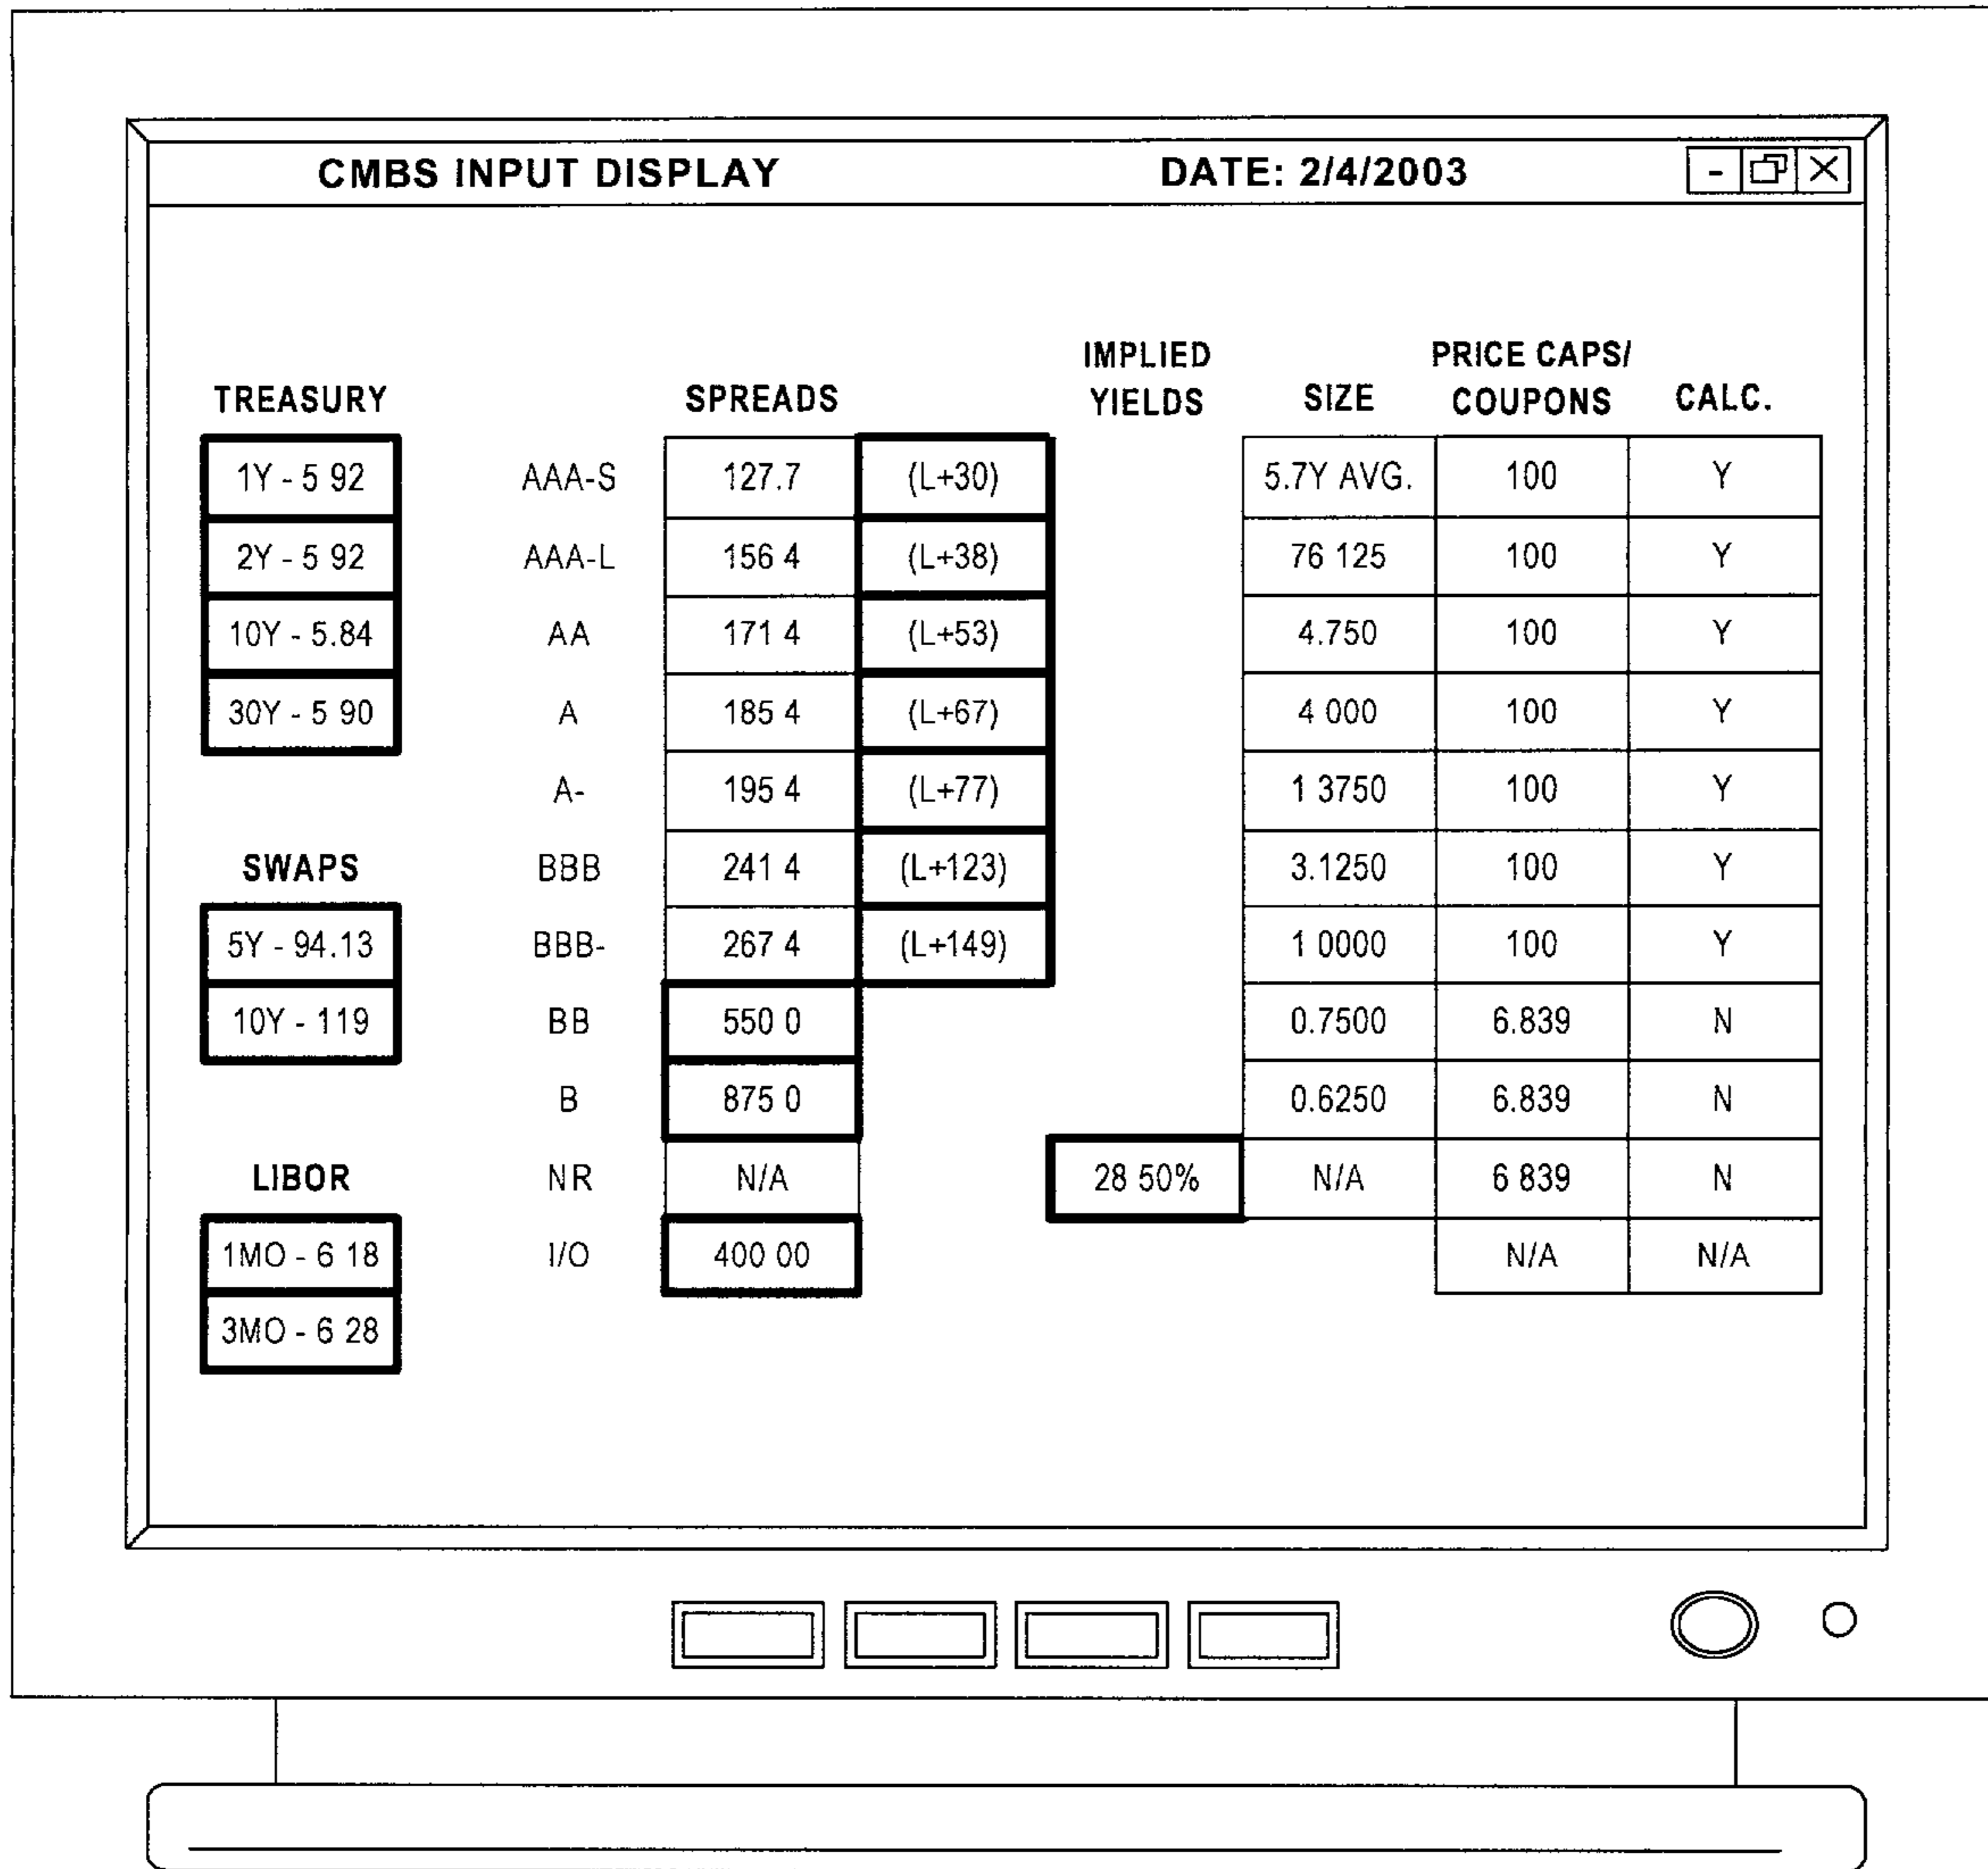 CMBS INPUT DISPLAY DATE: 2/4/2003
IMPLIED PRICE CAPS/
TREASURY SPREADS YIELDS SIZE COUPONS CALC.
1Y - 5 92 AAA-S 127.7 (L+30) 5.7Y AVG. 100 Y
2Y - 5 92 AAA-L 156 4 (L+38) 76 125 100 Y
10Y - 5.84 AA 171 4 (L+53) 4.750 100 Y
30Y - 5 90 A 185 4 (L+67) 4 000 100 Y
A- 195 4 (L+77) 1 3750 100 Y
SWAPS BBB 241 4 (L+123) 3.1250 100 Y
5Y - 94.13 BBB- 267 4 (L+149) 1 0000 100 Y
10Y - 119 BB 550 0 0.7500 6.839 N
B 875 0 0.6250 6.839 N
LIBOR NR N/A 28 50% N/A 6 839 N
1MO - 6 18 I/O 400 00 N/A N/A
3MO - 6 28